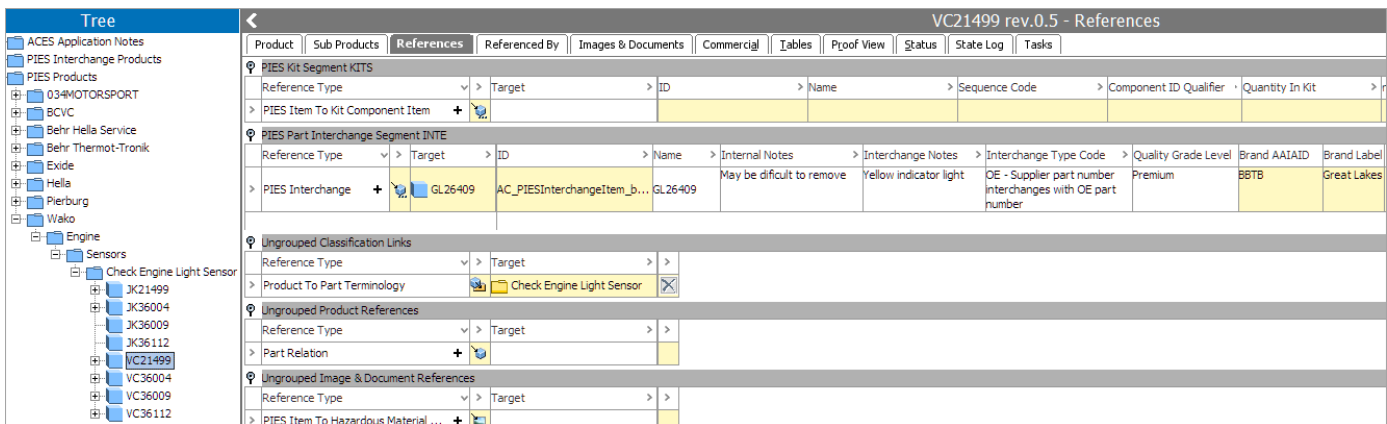 Tree
ACES Application Notes
PIES Interchange Products
PIES Products
034MOTORSPORT
BCVC
Behr Hella Service
Behr Thermot-Tronik
Exide
Hella
Pierburg
Wako
Engine
Sensors
Check Engine Light Sensor
JK21499
JK36004
JK36009
JK36112
VC21499
VC36004
VC36009
VC36112
VC21499 rev.0.5 - References
Product Sub Products References Referenced By Images & Documents Commercial Tables Proof View Status State Log Tasks
PIES Kit Segment KITS
Reference Type > Target > ID > Name > Sequence Code > Component ID Qualifier Quantity In Kit >
> PIES Item To Kit Component Item +
PIES Part Interchange Segment INTE
Reference Type > Target > ID > Name > Internal Notes > Interchange Notes > Interchange Type Code > Quality Grade Level Brand AAIAID Brand Label
> PIES Interchange + GL26409 AC_PIESInterchangeItem_b... GL26409 May be dificult to remove Yellow indicator light OE - Supplier part number Premium BBTB Great Lakes
interchanges with OE part
number
Ungrouped Classification Links
Reference Type > Target > >
> Product To Part Terminology Check Engine Light Sensor
Ungrouped Product References
Reference Type > Target > >
> Part Relation +
Ungrouped Image & Document References
Reference Type > Target > >
> PIES Item To Hazardous Material ... +